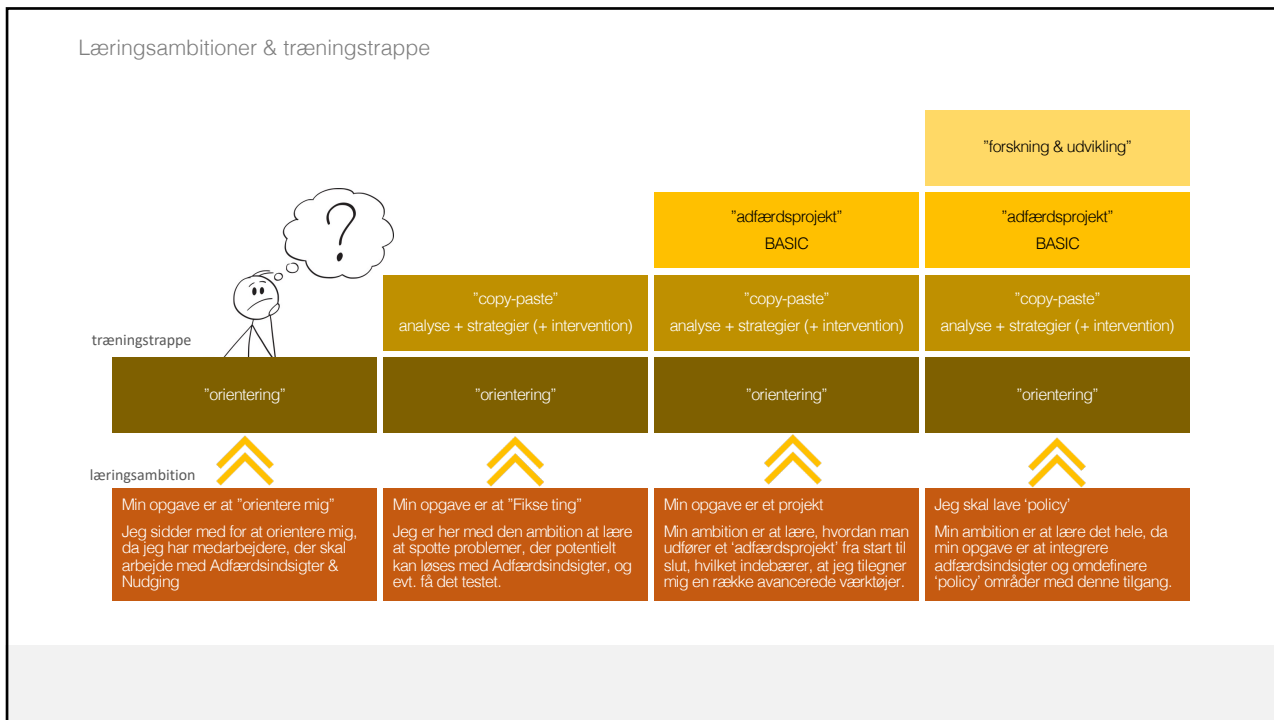 Læringsambitioner & træningstrappe
"forskning & udvikling"
"adfærdsprojekt"
BASIC
"adfærdsprojekt"
BASIC
?
"copy-paste"
analyse + strategier (+ intervention)
"copy-paste"
analyse + strategier (+ intervention)
"copy-paste"
analyse + strategier (+ intervention)
træningstrappe
"orientering"
"orientering"
"orientering"
"orientering"
læringsambition
Min opgave er at "orientere mig"
Jeg sidder med for at orientere mig,
da jeg har medarbejdere, der skal
arbejde med Adfærdsindsigter &
Nudging
Min opgave er at "Fikse ting"
Jeg er her med den ambition at lære
at spotte problemer, der potentielt
kan løses med Adfærdsindsigter, og
evt. få det testet.
Min opgave er et projekt
Min ambition er at lære, hvordan man
udfører et 'adfærdsprojekt' fra start til
slut, hvilket indebærer, at jeg tilegner
mig en række avancerede værktøjer.
Jeg skal lave 'policy'
Min ambition er at lære det hele, da
min opgave er at integrere
adfærdsindsigter og omdefinere
'policy' områder med denne tilgang.